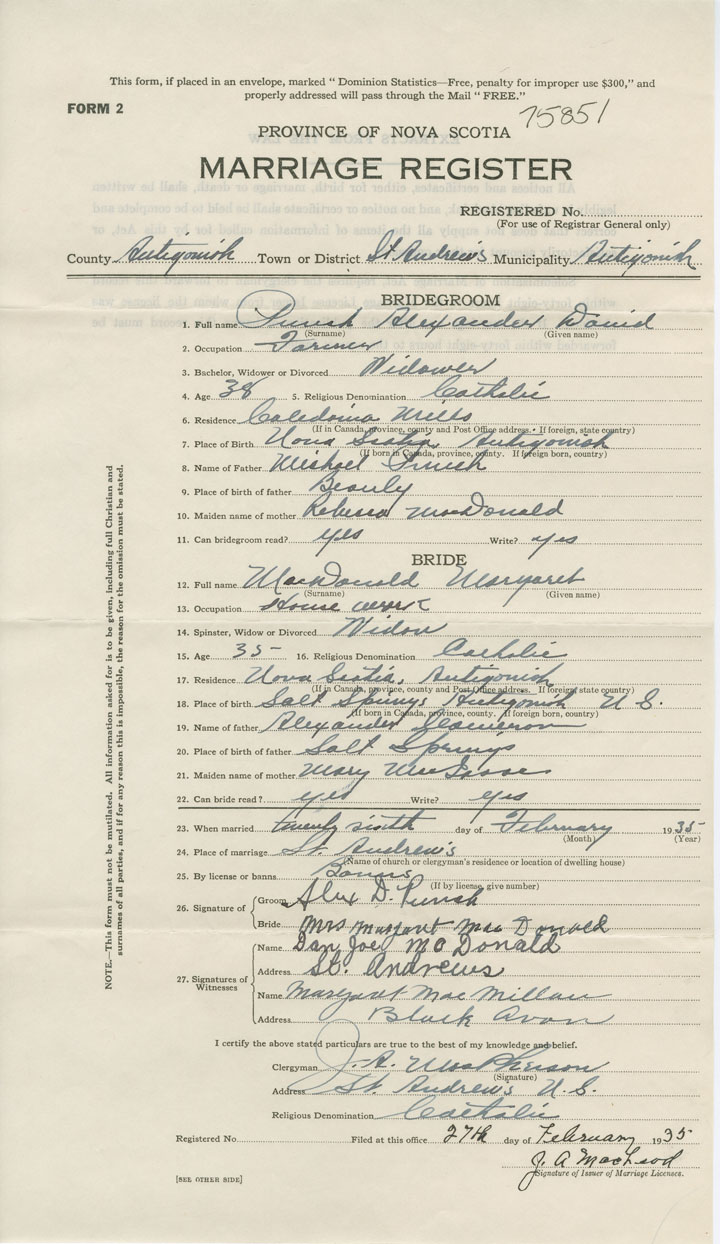 This form, if placed in an envelope, marked “ Dominion Statistics—Free, penalty for improper use $300,” and
properly addressed will pass through the Mail “ FREE.”
FORM 2
75851
PROVINCE OF NOVA SCOTIA
MARRIAGE REGISTER
REGISTERED No.
(For use of Registrar General only)
County Antigonish Town or District St Andrew's Municipality Antigonish
BRIDEGROOM
1. Full name Alexander David
(Surname) (Given name)
2. Occupation Farmer
3. Bachelor, Widower or Divorced Widower
4. Age 38 5. Religious Denomination Catholic
6. Residence Caledonia Mills
(If in Canada, province, county and Post Office address. If foreign, state country)
7. Place of Birth Nova Scotia, Antigonish
(If born in Canada, province, county. If foreign born, country)
8. Name of Father Michael
9. Place of birth of father Beauly
10. Maiden name of mother Rebecca MacDonald
11. Can bridegroom read? yes Write? yes
BRIDE
12. Full name MacDonald Margaret
(Surname) (Given name)
13. Occupation House work
14. Spinster, Widow or Divorced Widow
15. Age 35 16. Religious Denomination Catholic
17. Residence Nova Scotia, Antigonish
(If in Canada, province, county and Post Office address. If foreign state country)
18. Place of birth Salt Springs Antigonish N S.
(If born in Canada, province, county. If foreign born, country)
19. Name of father Alexander Cameron
20. Place of birth of father Salt Springs
21. Maiden name of mother Mary MacIsaac
22. Can bride read? yes Write? yes
23. When married twenty sixth day of February 1935
(Month) (Year)
24. Place of marriage St. Andrew's
(Name of church or clergyman's residence or location of dwelling house)
25. By license or banns Banns
(If by license, give number)
26. Signature of Groom Alex D.
Bride Mrs Margaret Mac Donald
27. Signatures of Witnesses Name Dan Joe McDonald
Address St. Andrews
Name Margaret MacMillan
Address Black Avon
I certify the above stated particulars are true to the best of my knowledge and belief.
Clergyman J. A. MacPherson
(Signature)
Address St. Andrew's N.S.
Religious Denomination Catholic
Registered No. Filed at this office 27th day of February 1935
J. A MacLeod
Signature of Issuer of Marriage Licenses.
[SEE OTHER SIDE]
NOTE.—This form must not be mutilated. All information asked for is to be given, including full Christian and
surnames of all parties, and if for any reason this is impossible, the reason for the omission must be stated.